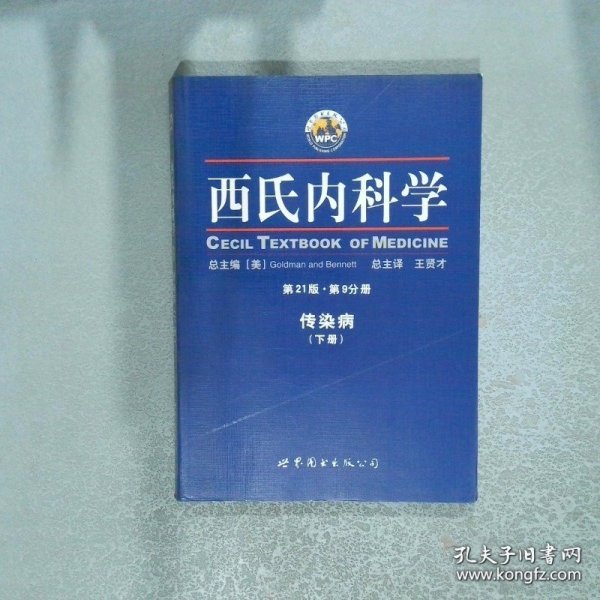 WPC
西氏内科学
CECIL TEXTBOOK OF MEDICINE
总主编［美］Goldman and Bennett 总主译 王贤才
第21版·第9分册
传染病
（下册）
世界图书出版公司
孔夫子旧书网
www.kongfz.com